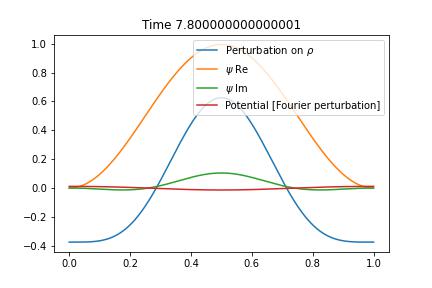 Time 7.800000000000001
Perturbation on ρ
ψ Re
ψ Im
Potential [Fourier perturbation]
1.0
0.8
0.6
0.4
0.2
0.0
−0.2
−0.4
0.0 0.2 0.4 0.6 0.8 1.0